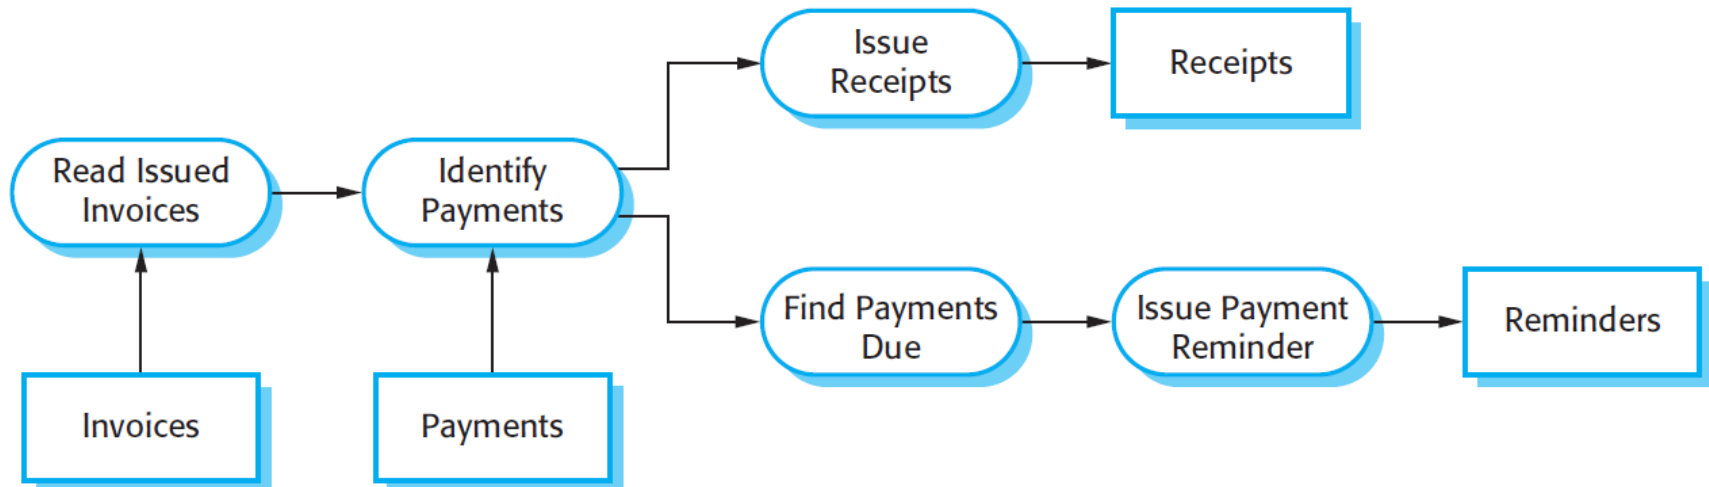 Issue
Receipts
Receipts
Read Issued
Invoices
Identify
Payments
Find Payments
Due
Issue Payment
Reminder
Reminders
Invoices
Payments